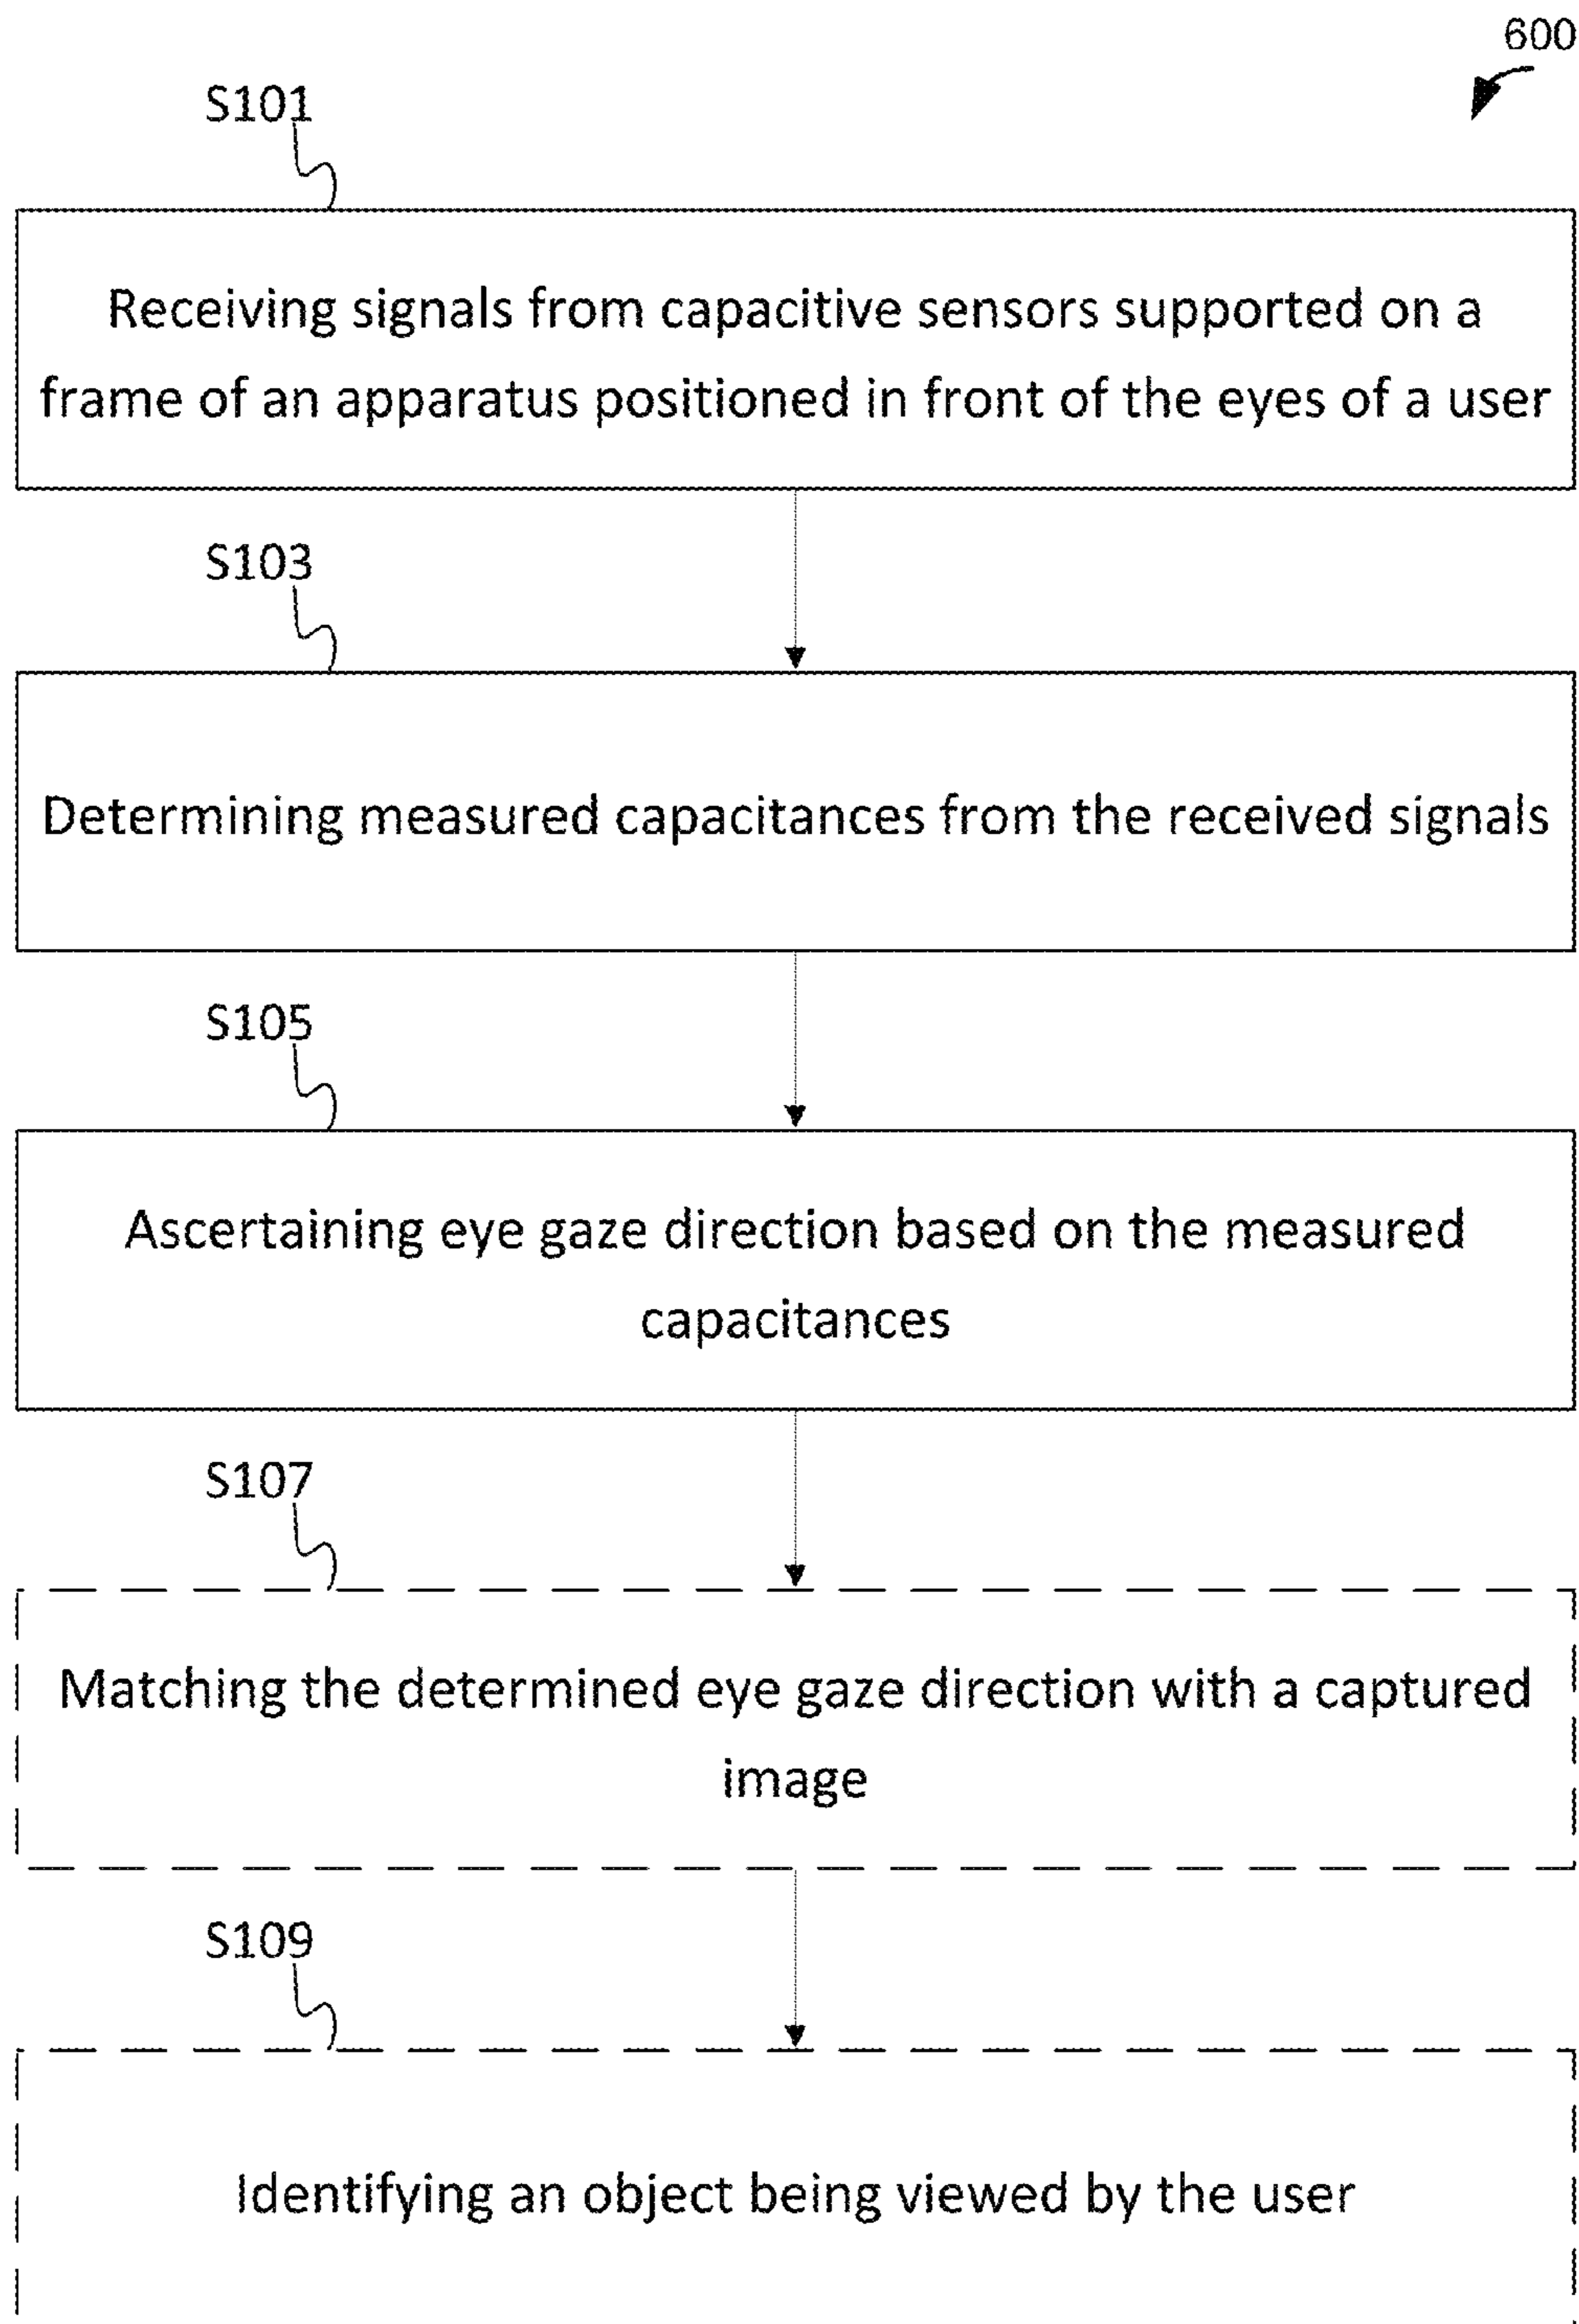 600
S101
Receiving signals from capacitive sensors supported on a
frame of an apparatus positioned in front of the eyes of a user
S103
Determining measured capacitances from the received signals
S105
Ascertaining eye gaze direction based on the measured
capacitances
S107
Matching the determined eye gaze direction with a captured
image
S109
Identifying an object being viewed by the user